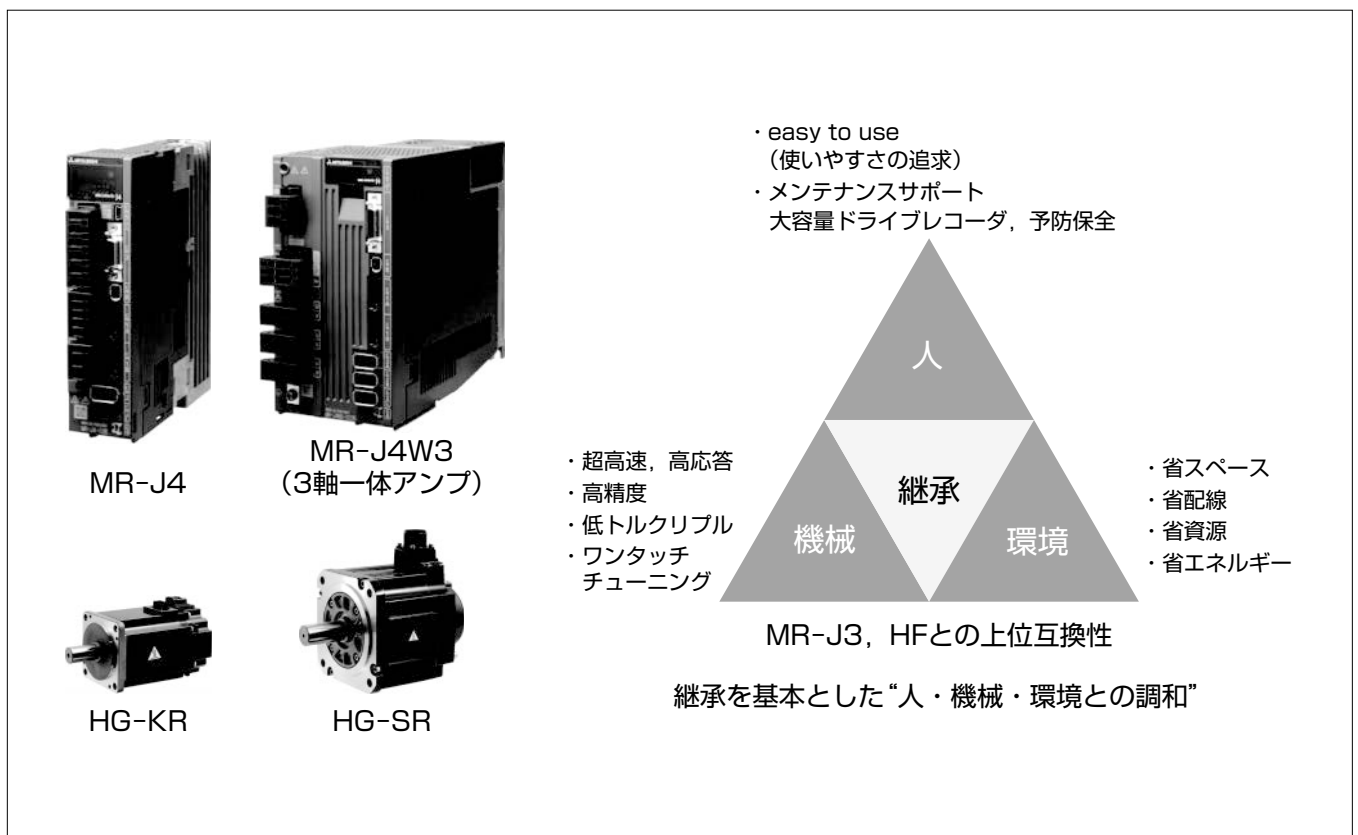 MR-J4
MR-J4W3
（3軸一体アンプ）
HG-KR
HG-SR
・easy to use
（使いやすさの追求）
・メンテナンスサポート
大容量ドライブレコーダ，予防保全
人
・超高速，高応答
・高精度
・低トルクリプル
・ワンタッチ
チューニング
継承
機械
環境
・省スペース
・省配線
・省資源
・省エネルギー
MR-J3，HFとの上位互換性
継承を基本とした“人・機械・環境との調和”